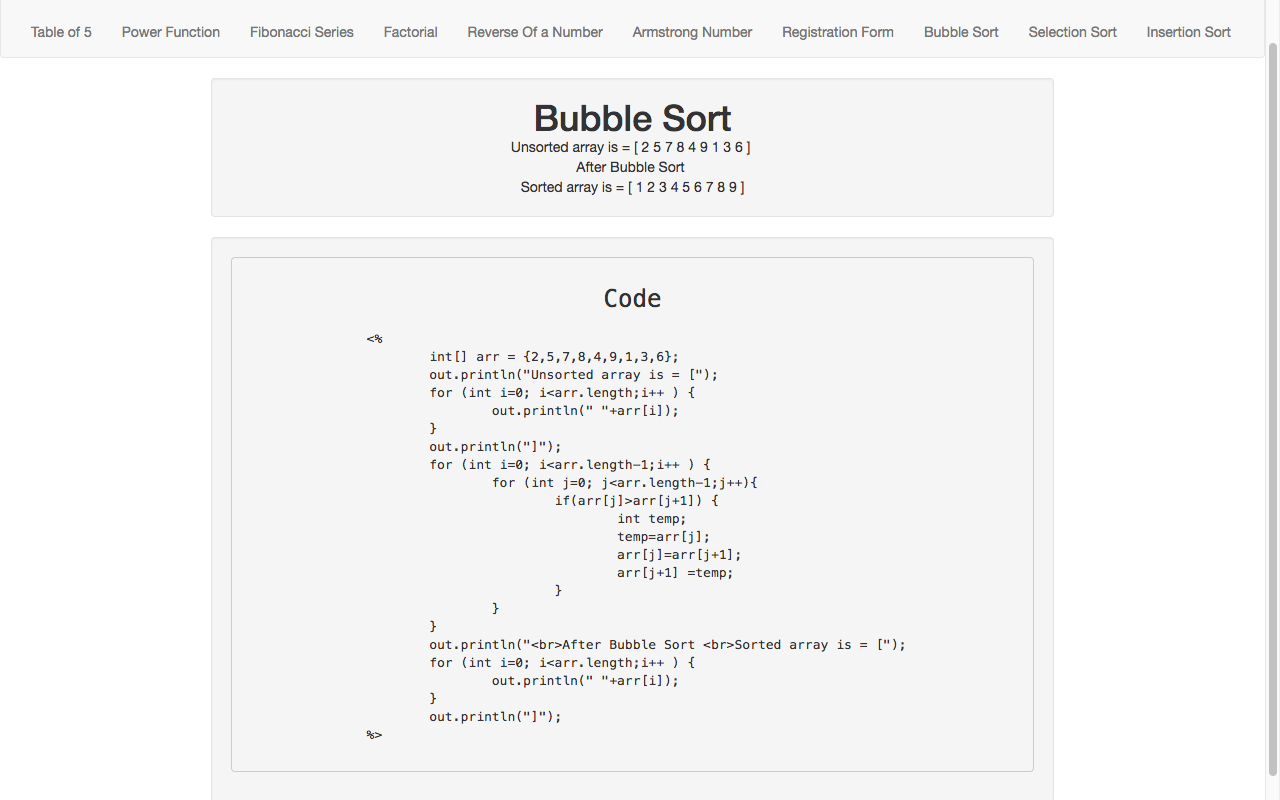 Table of 5 Power Function Fibonacci Series Factorial Reverse Of a Number Armstrong Number Registration Form Bubble Sort Selection Sort Insertion Sort
Bubble Sort
Unsorted array is = [ 2 5 7 8 4 9 1 3 6 ]
After Bubble Sort
Sorted array is = [ 1 2 3 4 5 6 7 8 9 ]
Code
<%
int[] arr = {2,5,7,8,4,9,1,3,6};
out.println("Unsorted array is = [");
for (int i=0; i<arr.length;i++ ) {
out.println(" "+arr[i]);
}
out.println("]");
for (int i=0; i<arr.length-1;i++ ) {
for (int j=0; j<arr.length-1;j++){
if(arr[j]>arr[j+1]) {
int temp;
temp=arr[j];
arr[j]=arr[j+1];
arr[j+1] =temp;
}
}
}
out.println("<br>After Bubble Sort <br>Sorted array is = [");
for (int i=0; i<arr.length;i++ ) {
out.println(" "+arr[i]);
}
out.println("]");
%>